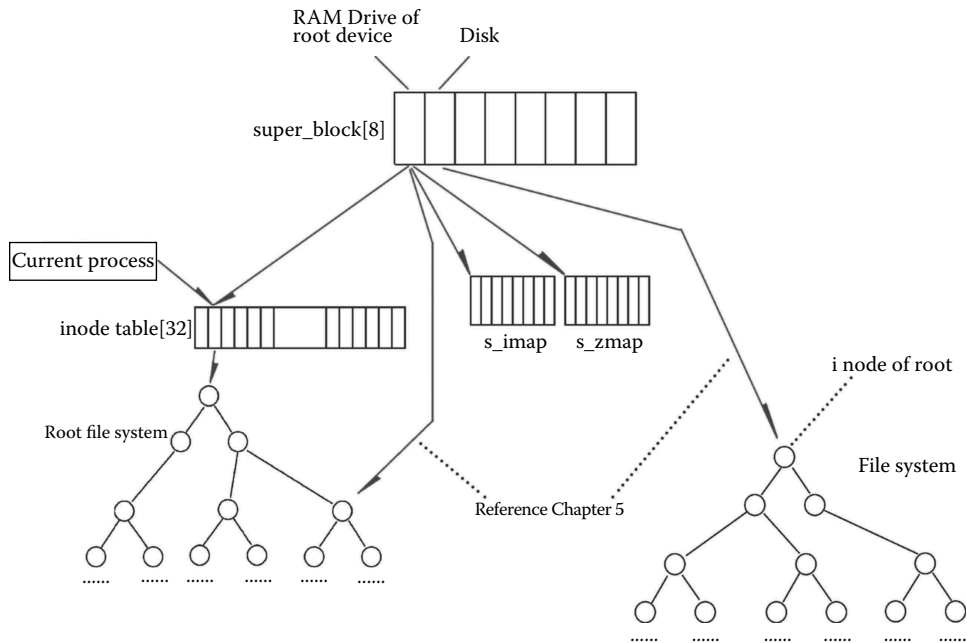 RAM Drive of
root device
Disk
super_block[8]
Current process
inode table[32]
s_imap
s_zmap
i node of root
Root file system
File system
Reference Chapter 5
......
......
......
......
......
......
......
......
......
......
......
......